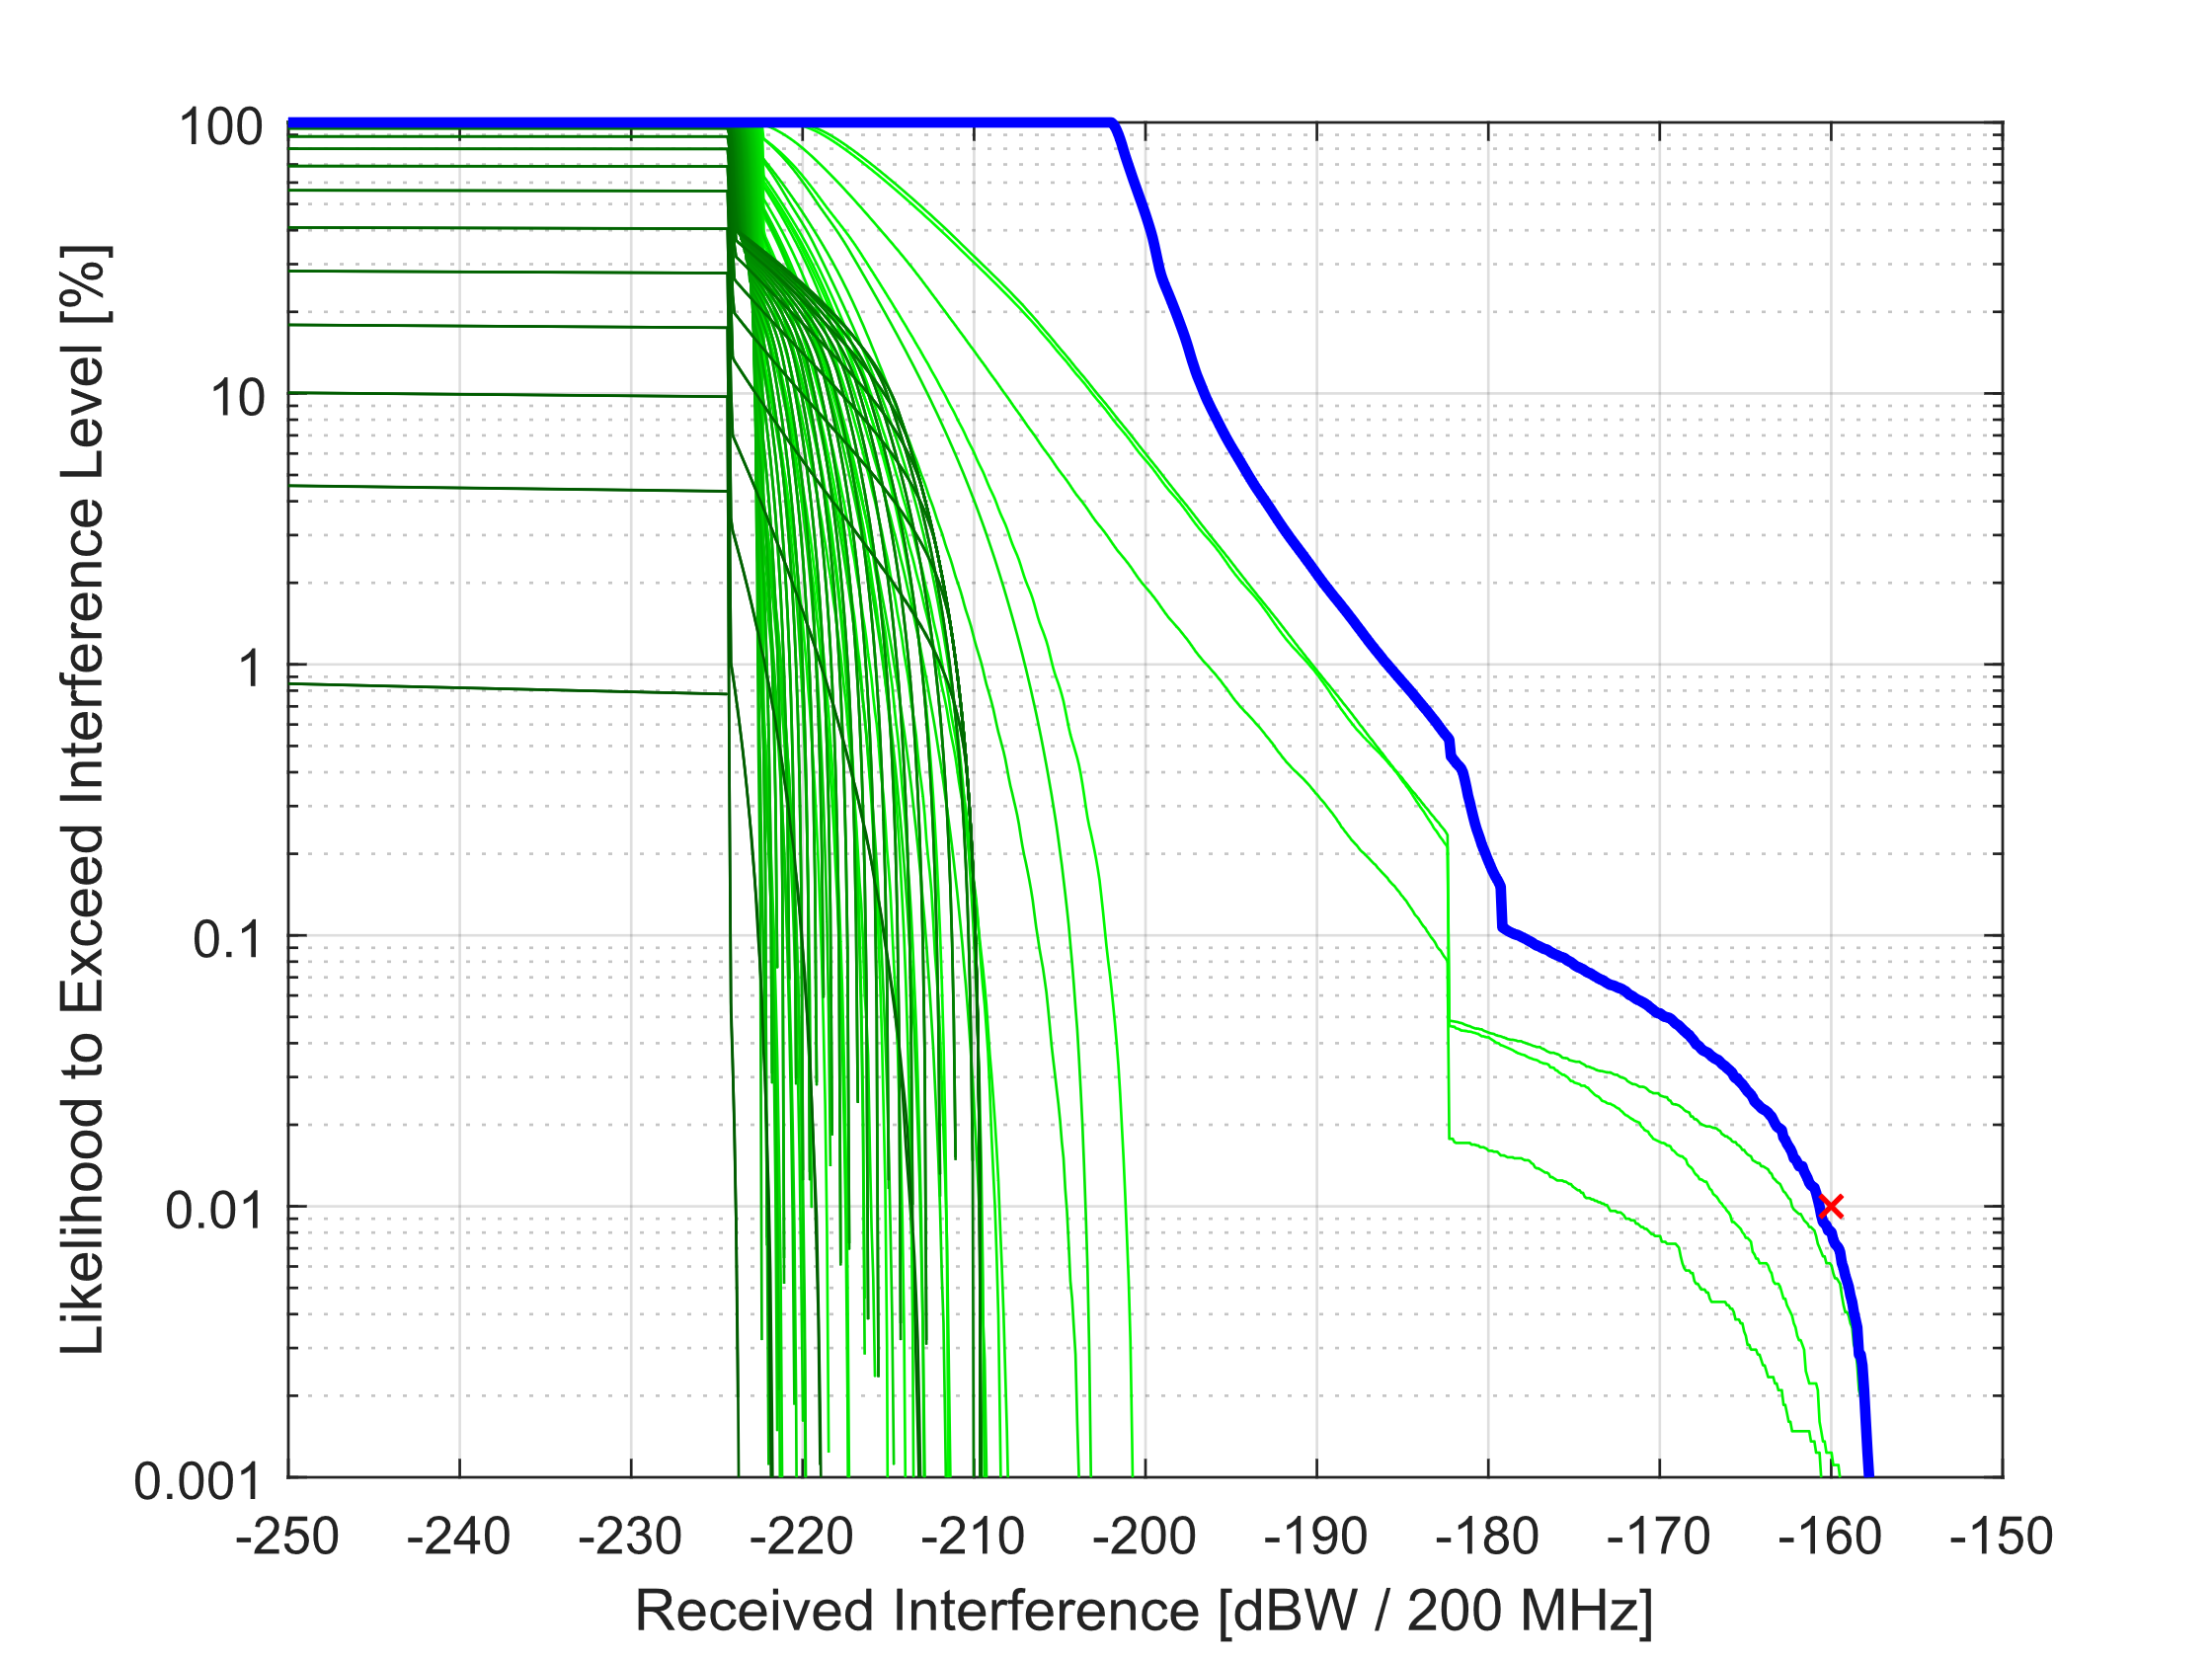 Likelihood to Exceed Interference Level [%]
100
10
1
0.1
0.01
0.001
-250 -240 -230 -220 -210 -200 -190 -180 -170 -160 -150
Received Interference [dBW / 200 MHz]